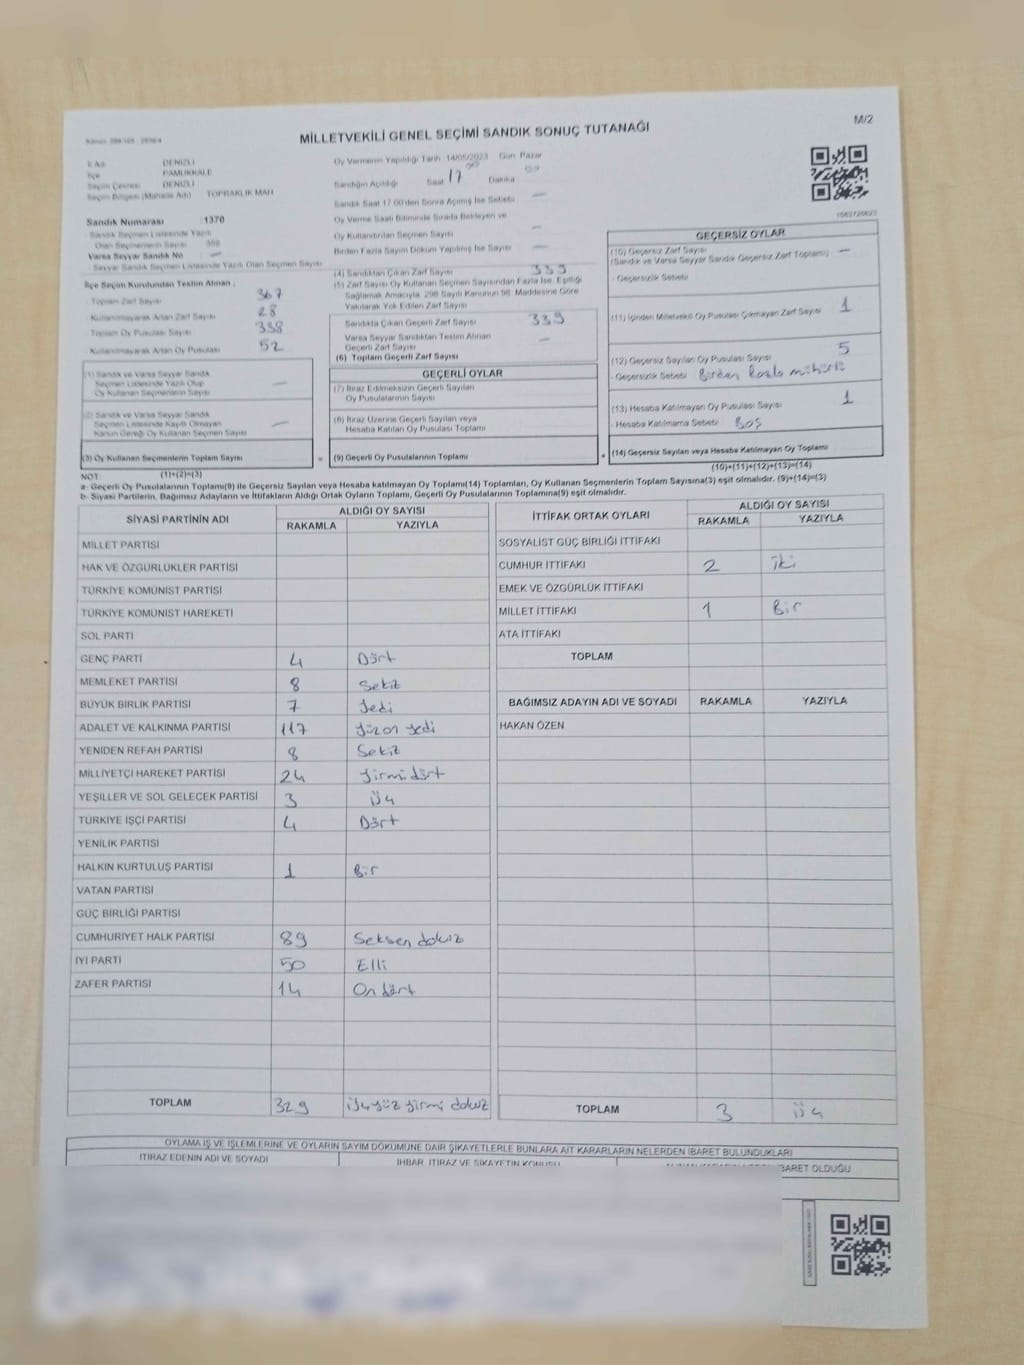 M/2
MİLLETVEKİLİ GENEL SEÇİMİ SANDIK SONUÇ TUTANAĞI
İl Adı DENİZLİ
İlçe PAMUKKALE
Seçim Çevresi DENİZLİ
Seçim Bölgesi (Mahalle Adı) TOPRAKLIK MAH
Sandık Numarası :1370
Sandık Seçmen Listesinde Yazılı
Olan Seçmenlerin Sayısı
Varsa Seyyar Sandık No —
Seyyar Sandık Seçmen Listesinde Yazılı Olan Seçmen Sayısı
İlçe Seçim Kurulundan Teslim Alınan :
Toplam Zarf Sayısı 367
Kullanılmayarak Artan Zarf Sayısı 28
Toplam Oy Pusulası Sayısı 338
Kullanılmayarak Artan Oy Pusulası 52
(1) Sandık ve Varsa Seyyar Sandık
Seçmen Listesinde Yazılı Olup
Oy Kullanan Seçmenlerin Sayısı —
(2) Sandık ve Varsa Seyyar Sandık
Seçmen Listesinde Kayıtlı Olmayan
Kanun Gereği Oy Kullanan Seçmen Sayısı —
(3) Oy Kullanan Seçmenlerin Toplam Sayısı
(1)+(2)=(3)
Oy Vermenin Yapıldığı Tarih 14/05/2023 Gün Pazar
Sandığın Açıldığı Saat 17 Dakika
Sandık Saat 17.00'den Sonra Açılmış İse Sebebi —
Oy Verme Saati Bitiminde Sırada Bekleyen ve
Oy Kullandırılan Seçmen Sayısı —
Birden Fazla Sayım Döküm Yapılmış İse Sayısı —
(4) Sandıktan Çıkan Zarf Sayısı 339
(5) Zarf Sayısı Oy Kullanan Seçmen Sayısından Fazla İse Eşitliği
Sağlamak Amacıyla, 298 Sayılı Kanunun 98. Maddesine Göre
Yakılarak Yok Edilen Zarf Sayısı
Sandıkta Çıkan Geçerli Zarf Sayısı 339
Varsa Seyyar Sandıktan Teslim Alınan
Geçerli Zarf Sayısı —
(6) Toplam Geçerli Zarf Sayısı
GEÇERLİ OYLAR
(7) İtiraz Edilmeksizin Geçerli Sayılan
Oy Pusulalarının Sayısı
(8) İtiraz Üzerine Geçerli Sayılan veya
Hesaba Katılan Oy Pusulası Toplamı
= (9) Geçerli Oy Pusulalarının Toplamı
GEÇERSİZ OYLAR
(10) Geçersiz Zarf Sayısı
(Sandık ve Varsa Seyyar Sandık Geçersiz Zarf Toplamı) —
- Geçersizlik Sebebi
(11) İçinden Milletvekili Oy Pusulası Çıkmayan Zarf Sayısı 1
(12) Geçersiz Sayılan Oy Pusulası Sayısı 5
- Geçersizlik Sebebi Birden fazla mühürlü
(13) Hesaba Katılmayan Oy Pusulası Sayısı 1
- Hesaba Katılmama Sebebi Boş
+ (14) Geçersiz Sayılan veya Hesaba Katılmayan Oy Toplamı
(10)+(11)+(12)+(13)=(14)
NOT:
a- Geçerli Oy Pusulalarının Toplamı(9) ile Geçersiz Sayılan veya Hesaba katılmayan Oy Toplamı(14) Toplamları, Oy Kullanan Seçmenlerin Toplam Sayısına(3) eşit olmalıdır. (9)+(14)=(3)
b- Siyasi Partilerin, Bağımsız Adayların ve İttifakların Aldığı Ortak Oyların Toplamı, Geçerli Oy Pusulalarının Toplamına(9) eşit olmalıdır.
SİYASİ PARTİNİN ADI ALDIĞI OY SAYISI
RAKAMLA YAZIYLA
MİLLET PARTİSİ
HAK VE ÖZGÜRLÜKLER PARTİSİ
TÜRKİYE KOMÜNİST PARTİSİ
TÜRKİYE KOMÜNİST HAREKETİ
SOL PARTİ
GENÇ PARTİ 4 Dört
MEMLEKET PARTİSİ 8 Sekiz
BÜYÜK BİRLİK PARTİSİ 7 Yedi
ADALET VE KALKINMA PARTİSİ 117 Yüzon yedi
YENİDEN REFAH PARTİSİ 8 Sekiz
MİLLİYETÇİ HAREKET PARTİSİ 24 Yirmi dört
YEŞİLLER VE SOL GELECEK PARTİSİ 3 Üç
TÜRKİYE İŞÇİ PARTİSİ 4 Dört
YENİLİK PARTİSİ
HALKIN KURTULUŞ PARTİSİ 1 Bir
VATAN PARTİSİ
GÜÇ BİRLİĞİ PARTİSİ
CUMHURİYET HALK PARTİSİ 89 Seksen dokuz
İYİ PARTİ 50 Elli
ZAFER PARTİSİ 14 On dört
TOPLAM 329 Üçyüz yirmi dokuz
İTTİFAK ORTAK OYLARI ALDIĞI OY SAYISI
RAKAMLA YAZIYLA
SOSYALİST GÜÇ BİRLİĞİ İTTİFAKI
CUMHUR İTTİFAKI 2 İki
EMEK VE ÖZGÜRLÜK İTTİFAKI
MİLLET İTTİFAKI 1 Bir
ATA İTTİFAKI
TOPLAM
BAĞIMSIZ ADAYIN ADI VE SOYADI RAKAMLA YAZIYLA
HAKAN ÖZEN
TOPLAM 3 Üç
OYLAMA İŞ VE İŞLEMLERİNE VE OYLARIN SAYIM DÖKÜMÜNE DAİR ŞİKAYETLERLE BUNLARA AİT KARARLARIN NELERDEN İBARET BULUNDUKLARI
İTİRAZ EDENİN ADI VE SOYADI İHBAR, İTİRAZ VE ŞİKAYETİN KONUSU İBARET OLDUĞU